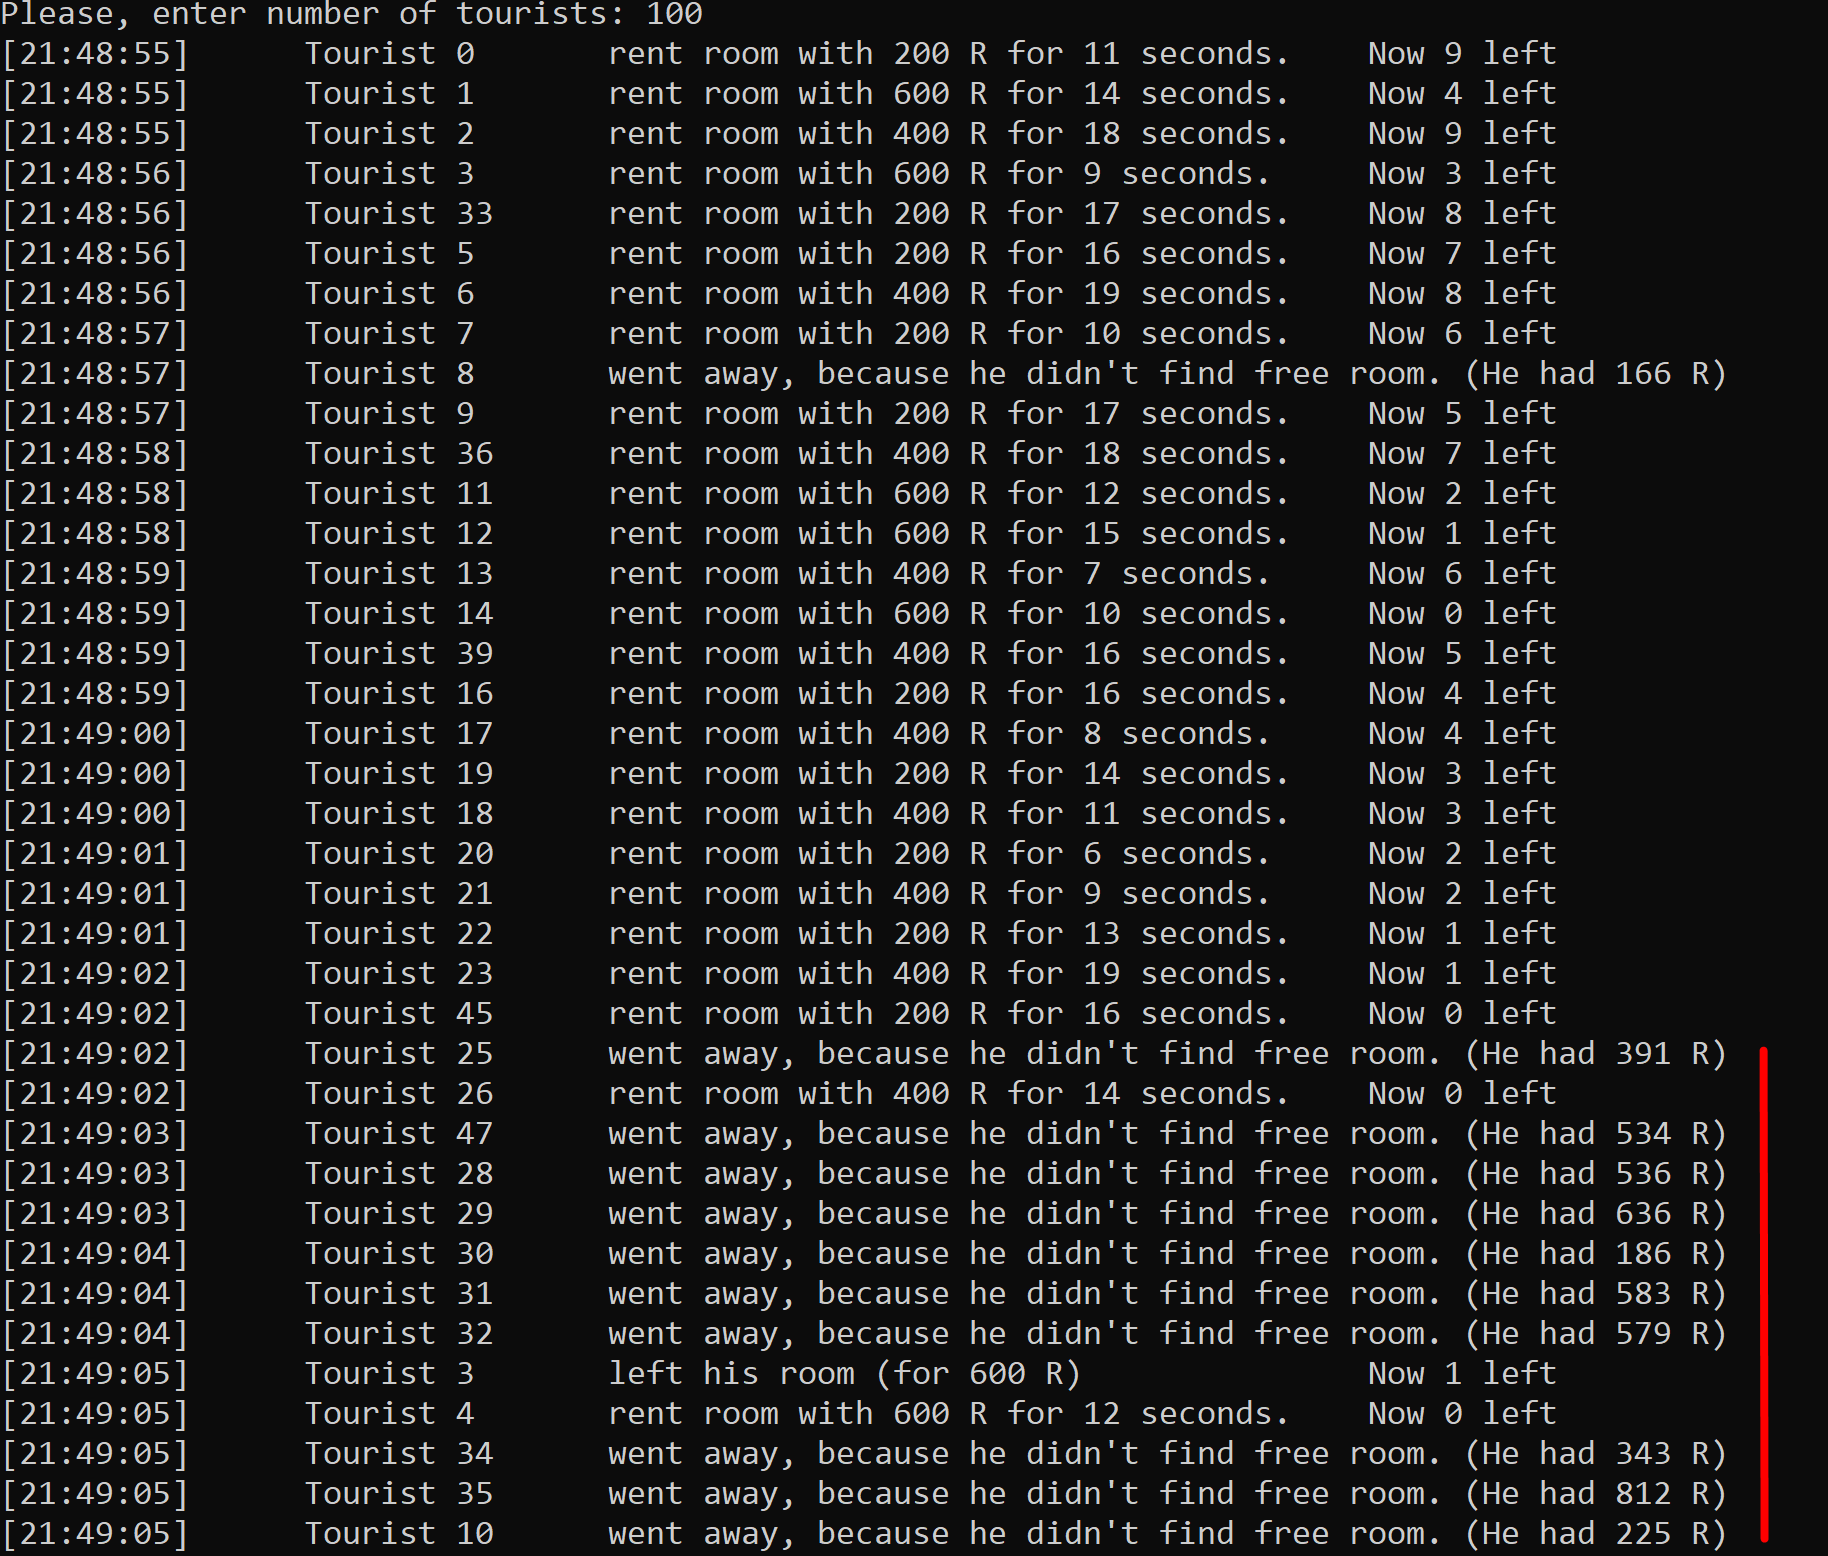 Please, enter number of tourists: 100
[21:48:55] Tourist 0 rent room with 200 R for 11 seconds. Now 9 left
[21:48:55] Tourist 1 rent room with 600 R for 14 seconds. Now 4 left
[21:48:55] Tourist 2 rent room with 400 R for 18 seconds. Now 9 left
[21:48:56] Tourist 3 rent room with 600 R for 9 seconds. Now 3 left
[21:48:56] Tourist 33 rent room with 200 R for 17 seconds. Now 8 left
[21:48:56] Tourist 5 rent room with 200 R for 16 seconds. Now 7 left
[21:48:56] Tourist 6 rent room with 400 R for 19 seconds. Now 8 left
[21:48:57] Tourist 7 rent room with 200 R for 10 seconds. Now 6 left
[21:48:57] Tourist 8 went away, because he didn't find free room. (He had 166 R)
[21:48:57] Tourist 9 rent room with 200 R for 17 seconds. Now 5 left
[21:48:58] Tourist 36 rent room with 400 R for 18 seconds. Now 7 left
[21:48:58] Tourist 11 rent room with 600 R for 12 seconds. Now 2 left
[21:48:58] Tourist 12 rent room with 600 R for 15 seconds. Now 1 left
[21:48:59] Tourist 13 rent room with 400 R for 7 seconds. Now 6 left
[21:48:59] Tourist 14 rent room with 600 R for 10 seconds. Now 0 left
[21:48:59] Tourist 39 rent room with 400 R for 16 seconds. Now 5 left
[21:48:59] Tourist 16 rent room with 200 R for 16 seconds. Now 4 left
[21:49:00] Tourist 17 rent room with 400 R for 8 seconds. Now 4 left
[21:49:00] Tourist 19 rent room with 200 R for 14 seconds. Now 3 left
[21:49:00] Tourist 18 rent room with 400 R for 11 seconds. Now 3 left
[21:49:01] Tourist 20 rent room with 200 R for 6 seconds. Now 2 left
[21:49:01] Tourist 21 rent room with 400 R for 9 seconds. Now 2 left
[21:49:01] Tourist 22 rent room with 200 R for 13 seconds. Now 1 left
[21:49:02] Tourist 23 rent room with 400 R for 19 seconds. Now 1 left
[21:49:02] Tourist 45 rent room with 200 R for 16 seconds. Now 0 left
[21:49:02] Tourist 25 went away, because he didn't find free room. (He had 391 R)
[21:49:02] Tourist 26 rent room with 400 R for 14 seconds. Now 0 left
[21:49:03] Tourist 47 went away, because he didn't find free room. (He had 534 R)
[21:49:03] Tourist 28 went away, because he didn't find free room. (He had 536 R)
[21:49:03] Tourist 29 went away, because he didn't find free room. (He had 636 R)
[21:49:04] Tourist 30 went away, because he didn't find free room. (He had 186 R)
[21:49:04] Tourist 31 went away, because he didn't find free room. (He had 583 R)
[21:49:04] Tourist 32 went away, because he didn't find free room. (He had 579 R)
[21:49:05] Tourist 3 left his room (for 600 R) Now 1 left
[21:49:05] Tourist 4 rent room with 600 R for 12 seconds. Now 0 left
[21:49:05] Tourist 34 went away, because he didn't find free room. (He had 343 R)
[21:49:05] Tourist 35 went away, because he didn't find free room. (He had 812 R)
[21:49:05] Tourist 10 went away, because he didn't find free room. (He had 225 R)